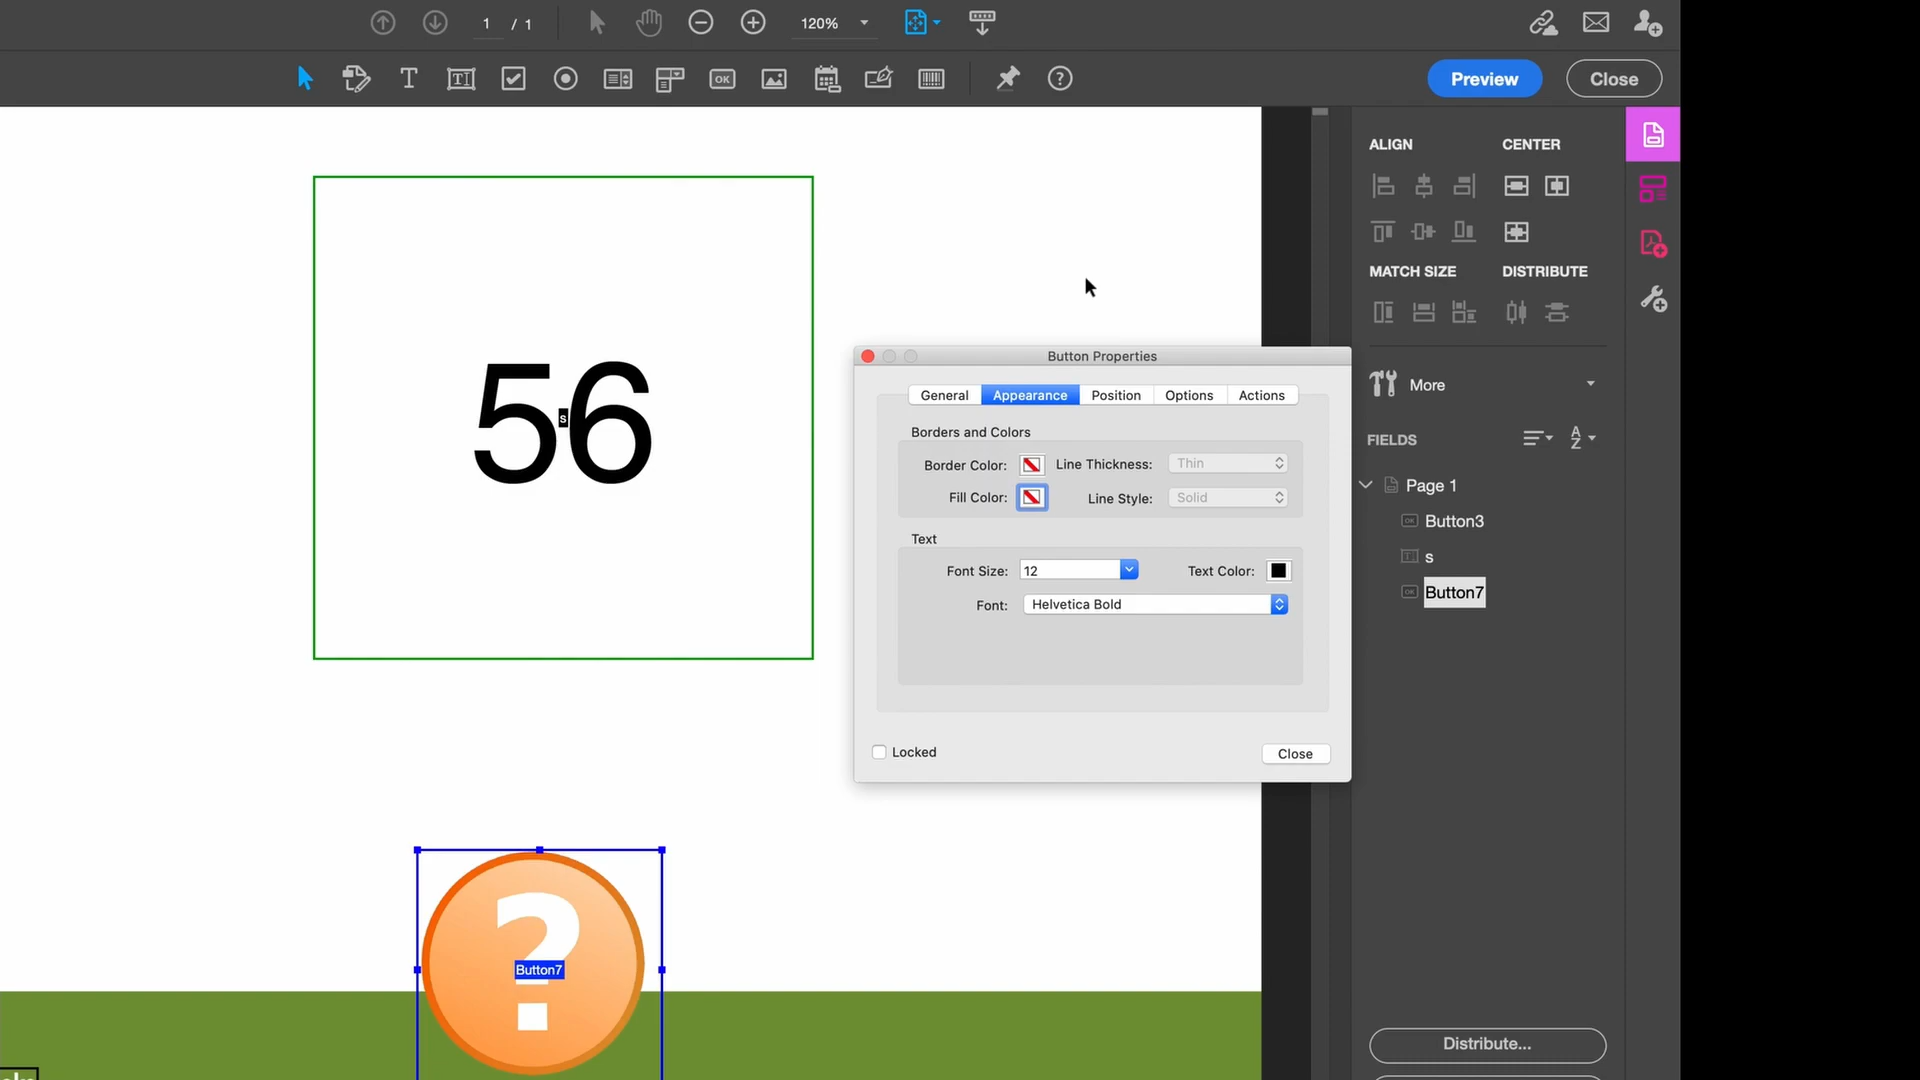 1 / 1
120%
OK
Preview
Close
ALIGN
CENTER
MATCH SIZE
DISTRIBUTE
More
FIELDS
Page 1
Button3
s
Button7
Distribute...
56
s
Button Properties
General
Appearance
Position
Options
Actions
Borders and Colors
Border Color:
Line Thickness:
Thin
Fill Color:
Line Style:
Solid
Text
Font Size:
12
Text Color:
Font:
Helvetica Bold
Locked
Close
?
Button7